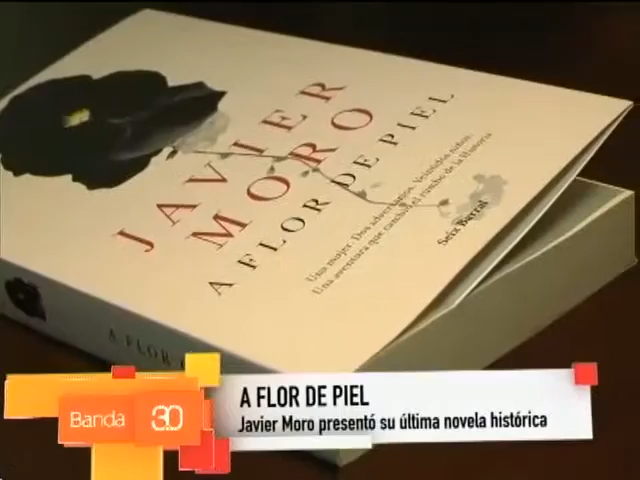 JAVIER
MORO
A FLOR DE PIEL
Una mujer. Dos adversarios. Veintidós niños.
Una aventura que cambió el rumbo de la Historia
Seix Barral
A FLOR
Banda 30
A FLOR DE PIEL
Javier Moro presentó su última novela histórica